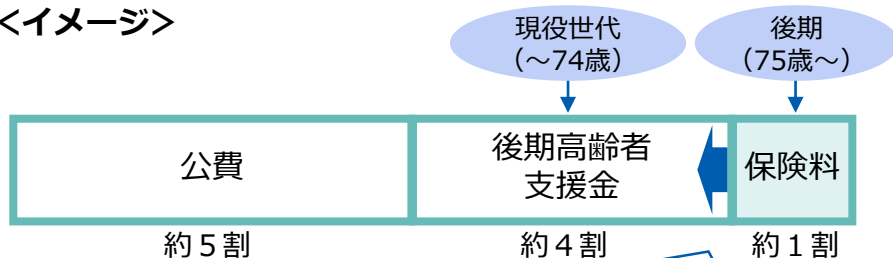 <イメージ>
現役世代
（～74歳）
後期
（75歳～）
公費
後期高齢者
支援金
保険料
約５割
約４割
約１割